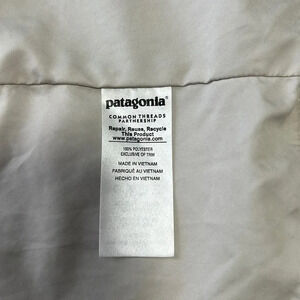 patagonia®
COMMON THREADS
PARTNERSHIP
Repair, Reuse, Recycle
This Product
www.patagonia.com
100% POLYESTER
EXCLUSIVE OF TRIM
MADE IN VIETNAM
FABRIQUÉ AU VIETNAM
HECHO EN VIETNAM